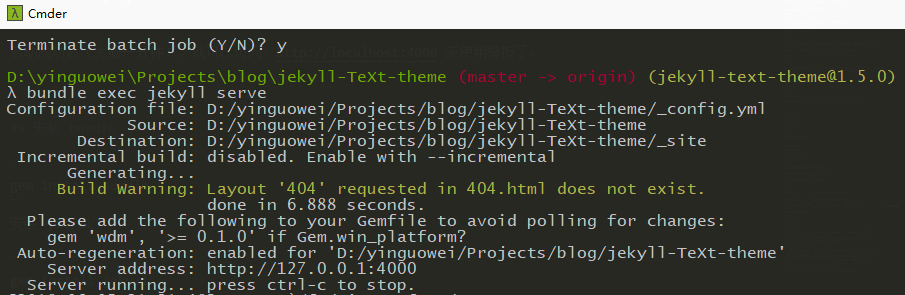 Cmder
Terminate batch job (Y/N)? y
D:\yinguowei\Projects\blog\jekyll-TeXt-theme (master -> origin) (jekyll-text-theme@1.5.0)
λ bundle exec jekyll serve
Configuration file: D:/yinguowei/Projects/blog/jekyll-TeXt-theme/_config.yml
Source: D:/yinguowei/Projects/blog/jekyll-TeXt-theme
Destination: D:/yinguowei/Projects/blog/jekyll-TeXt-theme/_site
Incremental build: disabled. Enable with --incremental
Generating...
Build Warning: Layout '404' requested in 404.html does not exist.
done in 6.888 seconds.
Please add the following to your Gemfile to avoid polling for changes:
gem 'wdm', '>= 0.1.0' if Gem.win_platform?
Auto-regeneration: enabled for 'D:/yinguowei/Projects/blog/jekyll-TeXt-theme'
Server address: http://127.0.0.1:4000
Server running... press ctrl-c to stop.